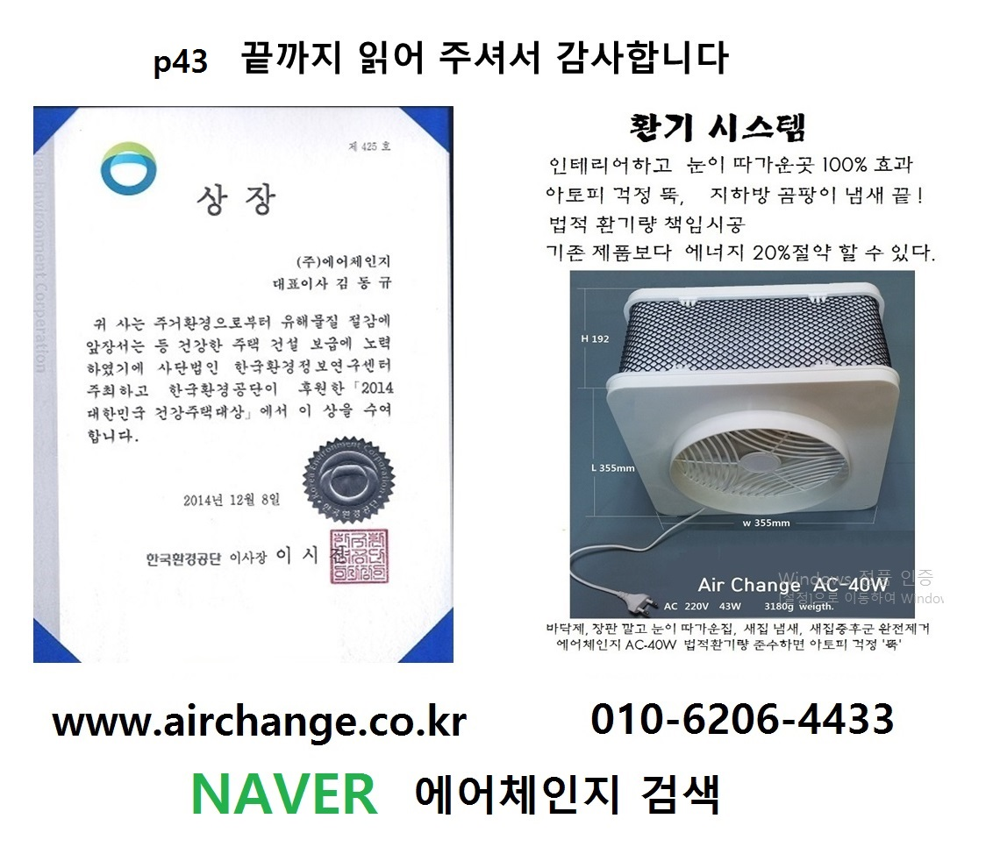 p43 끝까지 읽어 주셔서 감사합니다
제 425 호
상 장
(주)에어체인지
대표이사 김 동 규
위 사는 주거환경으로부터 유해물질 절감에
앞장서는 등 건강한 주택 건설 보급에 노력
하였기에 사단법인 한국환경정보연구센터
주최하고 한국환경공단이 후원한「2014
대한민국 건강주택대상」에서 이 상을 수여
합니다.
2014년 12월 8일
한국환경공단 이사장 이 시 진
Korea Environment Corporation
한국환경공단
ion Environment Corporation
환기 시스템
인테리어하고 눈이 따가운곳 100% 효과
아토피 걱정 뚝, 지하방 곰팡이 냄새 끝 !
법적 환기량 책임시공
기존 제품보다 에너지 20%절약 할 수 있다.
H 192
L 355mm
w 355mm
Air Change AC-40W
AC 220V 43W 3180g weigth.
Windows 정품 인증
[설정]으로 이동하여 Window
바닥제, 장판 깔고 눈이 따가운집, 새집 냄새, 새집중후군 완전제거
에어체인지 AC-40W 법적환기량 준수하면 아토피 걱정 '뚝'
www.airchange.co.kr
010-6206-4433
NAVER 에어체인지 검색